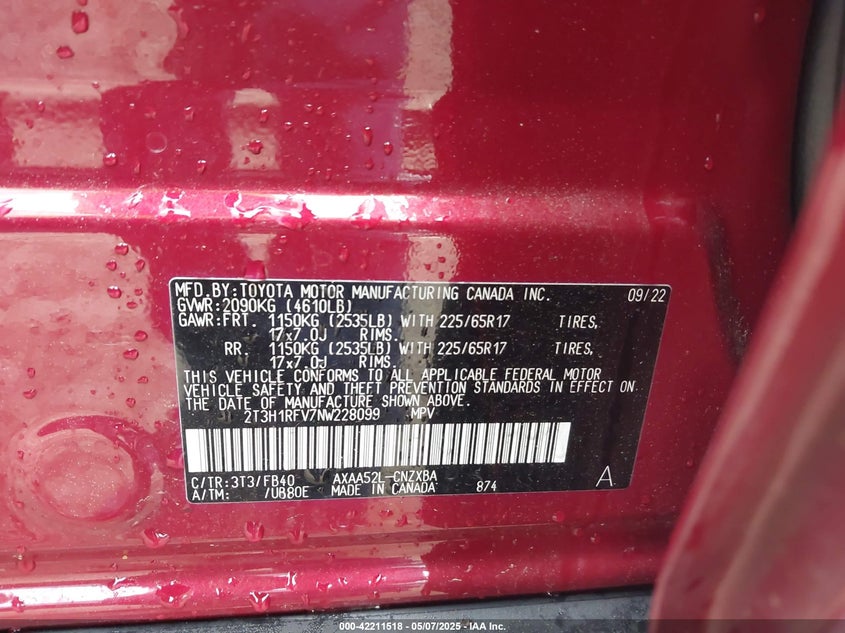 MFD. BY: TOYOTA MOTOR MANUFACTURING CANADA INC. 09/22
GVWR: 2090KG (4610LB)
GAWR: FRT. 1150KG (2535LB) WITH 225/65R17 TIRES,
17x7.0J RIMS.
RR. 1150KG (2535LB) WITH 225/65R17 TIRES,
17x7.0J RIMS.
THIS VEHICLE CONFORMS TO ALL APPLICABLE FEDERAL MOTOR
VEHICLE SAFETY AND THEFT PREVENTION STANDARDS IN EFFECT ON
THE DATE OF MANUFACTURE SHOWN ABOVE.
2T3H1RFV7NW228099 MPV
C/TR: 3T3/FB40 AXAA52L-CNZXBA A
A/TM: /UB80E MADE IN CANADA 874
000-42211518 - 05/07/2025 - IAA Inc.